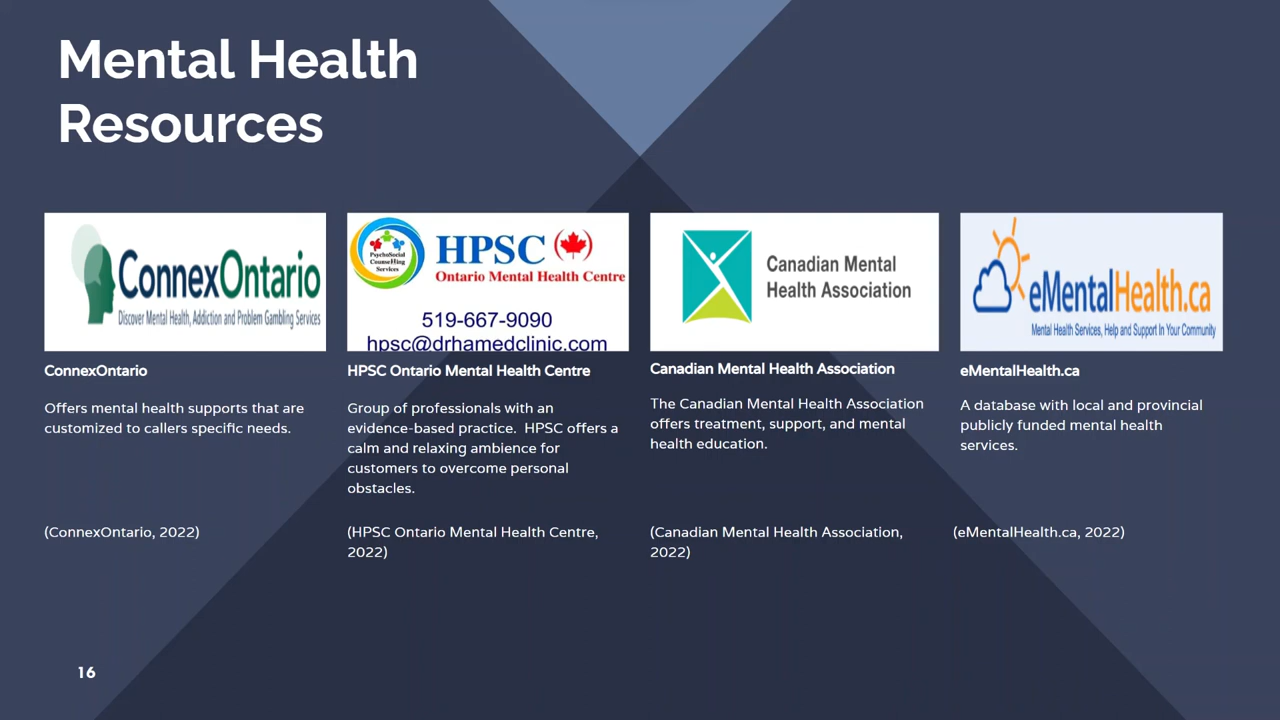 Mental Health
Resources
ConnexOntario
Discover Mental Health, Addiction and Problem Gambling Services
PsychoSocial
Counselling
Services
HPSC
Ontario Mental Health Centre
519-667-9090
hpsc@drhamedclinic.com
Canadian Mental
Health Association
eMentalHealth.ca
Mental Health Services, Help and Support In Your Community
ConnexOntario
Offers mental health supports that are
customized to callers specific needs.
(ConnexOntario, 2022)
HPSC Ontario Mental Health Centre
Group of professionals with an
evidence-based practice.  HPSC offers a
calm and relaxing ambience for
customers to overcome personal
obstacles.
(HPSC Ontario Mental Health Centre,
2022)
Canadian Mental Health Association
The Canadian Mental Health Association
offers treatment, support, and mental
health education.
(Canadian Mental Health Association,
2022)
eMentalHealth.ca
A database with local and provincial
publicly funded mental health
services.
(eMentalHealth.ca, 2022)
16